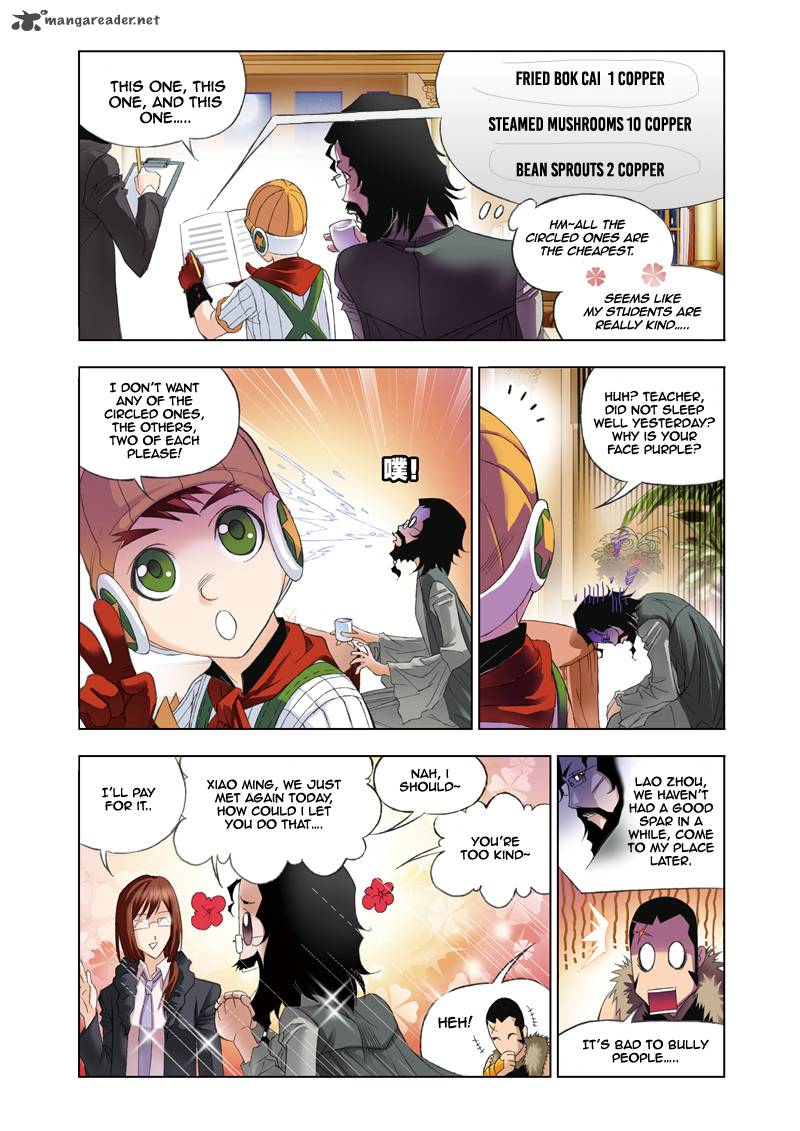 mangareader.net
THIS ONE, THIS
ONE, AND THIS
ONE.....
FRIED BOK CAI 1 COPPER
STEAMED MUSHROOMS 10 COPPER
BEAN SPROUTS 2 COPPER
HM~ALL THE
CIRCLED ONES ARE
THE CHEAPEST.
SEEMS LIKE
MY STUDENTS ARE
REALLY KIND.....
I DON'T WANT
ANY OF THE
CIRCLED ONES,
THE OTHERS,
TWO OF EACH
PLEASE!
噗!
HUH? TEACHER,
DID NOT SLEEP
WELL YESTERDAY?
WHY IS YOUR
FACE PURPLE?
I'LL PAY
FOR IT..
XIAO MING, WE JUST
MET AGAIN TODAY,
HOW COULD I LET
YOU DO THAT....
NAH, I
SHOULD~
YOU'RE
TOO KIND~
HEH!
LAO ZHOU,
WE HAVEN'T
HAD A GOOD
SPAR IN A
WHILE, COME
TO MY PLACE
LATER.
IT'S BAD TO BULLY
PEOPLE.....